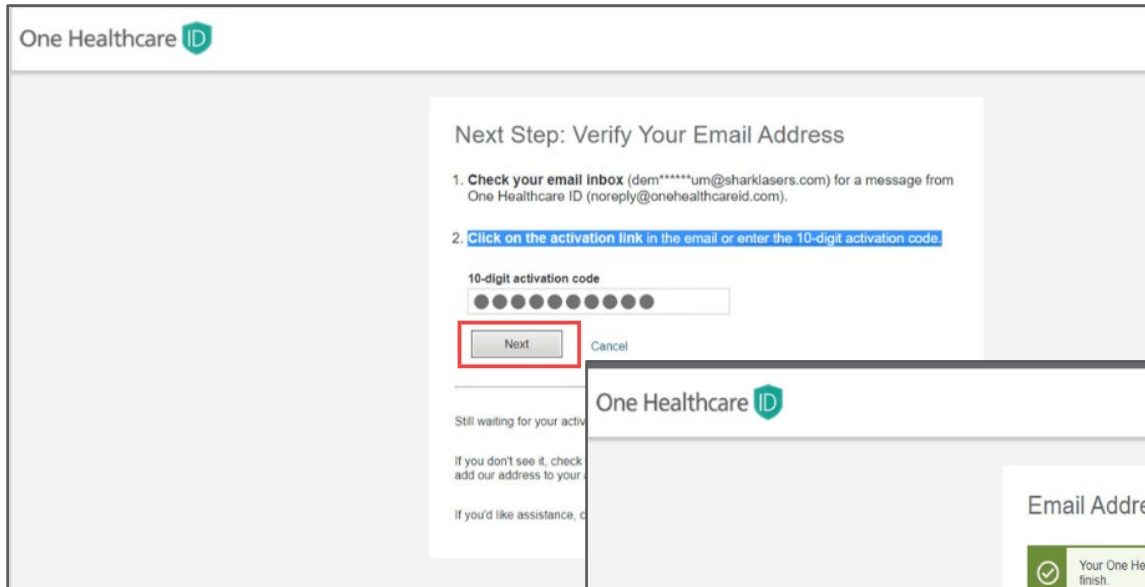 One Healthcare ID
Next Step: Verify Your Email Address
1. Check your email inbox (dem******um@sharklasers.com) for a message from
One Healthcare ID (noreply@onehealthcareid.com).
2. Click on the activation link in the email or enter the 10-digit activation code.
10-digit activation code
Next
Cancel
Still waiting for your
If you don't see it, check
add our address to your
If you'd like assistance,
One Healthcare ID
Email
Your One
finish.